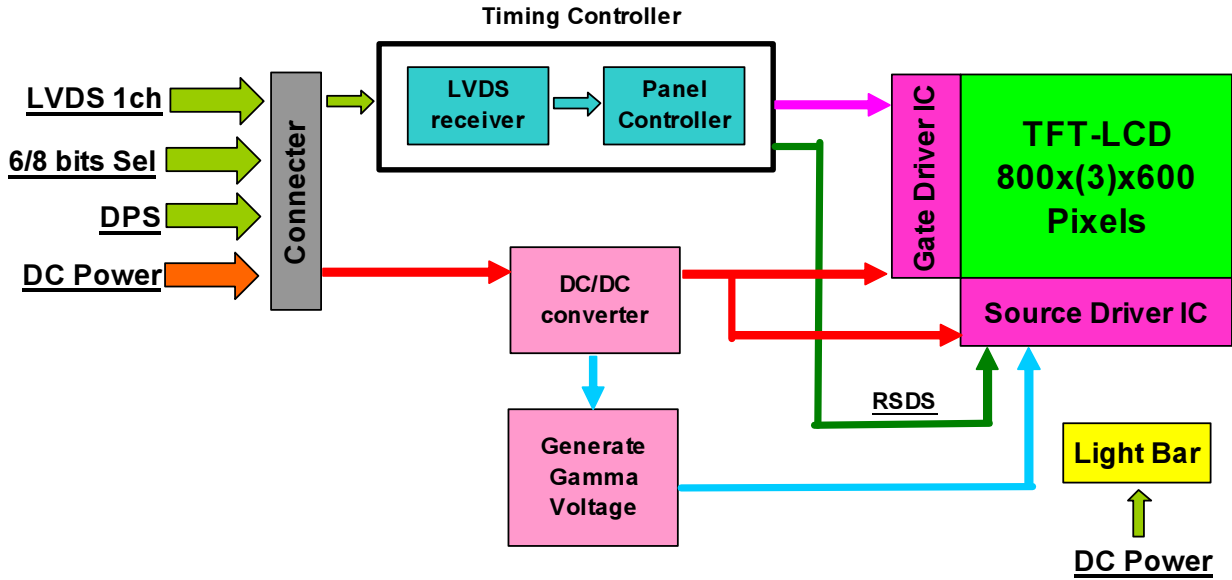 Timing Controller
LVDS 1ch
6/8 bits Sel
DPS
DC Power
Connecter
LVDS
receiver
Panel
Controller
Gate Driver IC
TFT-LCD
800x(3)x600
Pixels
Source Driver IC
DC/DC
converter
RSDS
Generate
Gamma
Voltage
Light Bar
DC Power